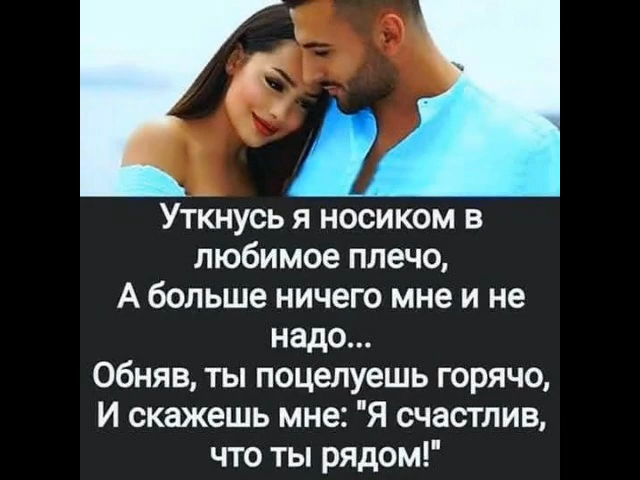 Уткнусь я носиком в
любимое плечо,
А больше ничего мне и не
надо...
Обняв, ты поцелуешь горячо,
И скажешь мне: "Я счастлив,
что ты рядом!"